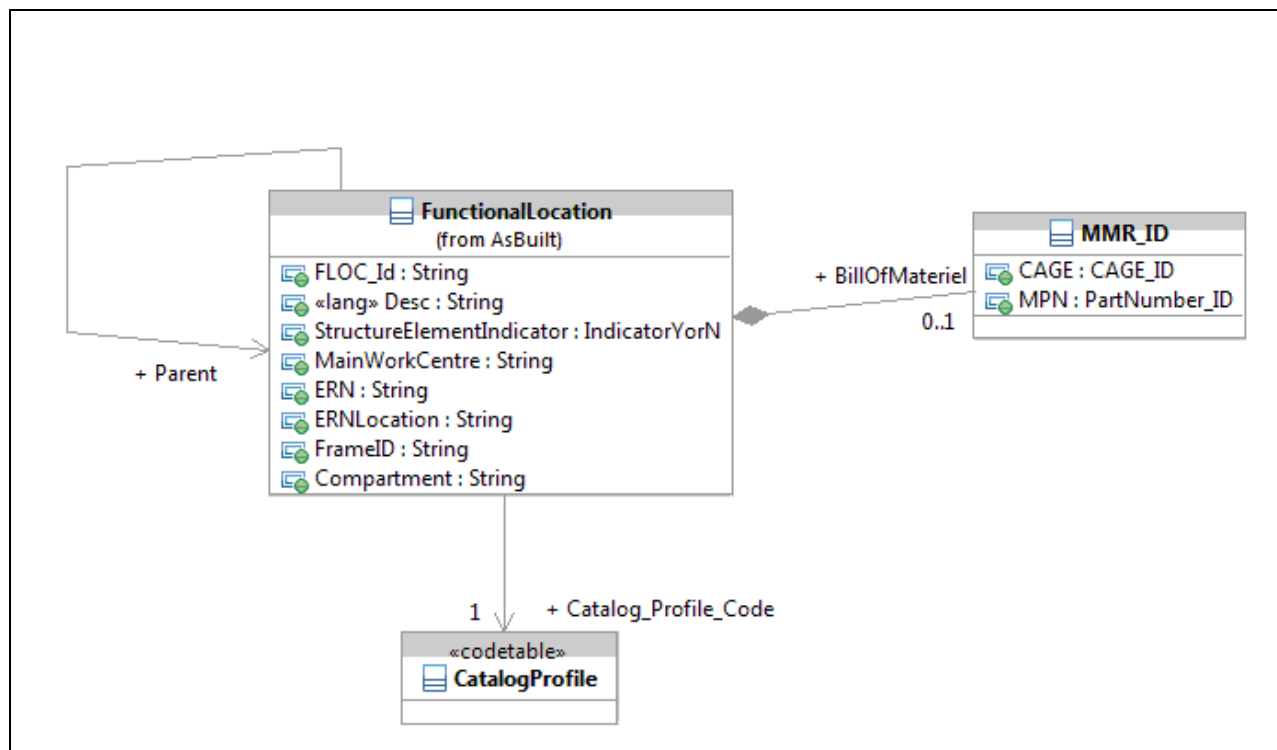 FunctionalLocation
(from AsBuilt)
FLOC_Id : String
«lang» Desc : String
StructureElementIndicator : IndicatorYorN
MainWorkCentre : String
ERN : String
ERNLocation : String
FrameID : String
Compartment : String
+ Parent
+ BillOfMateriel
0..1
MMR_ID
CAGE : CAGE_ID
MPN : PartNumber_ID
1
+ Catalog_Profile_Code
«codetable»
CatalogProfile